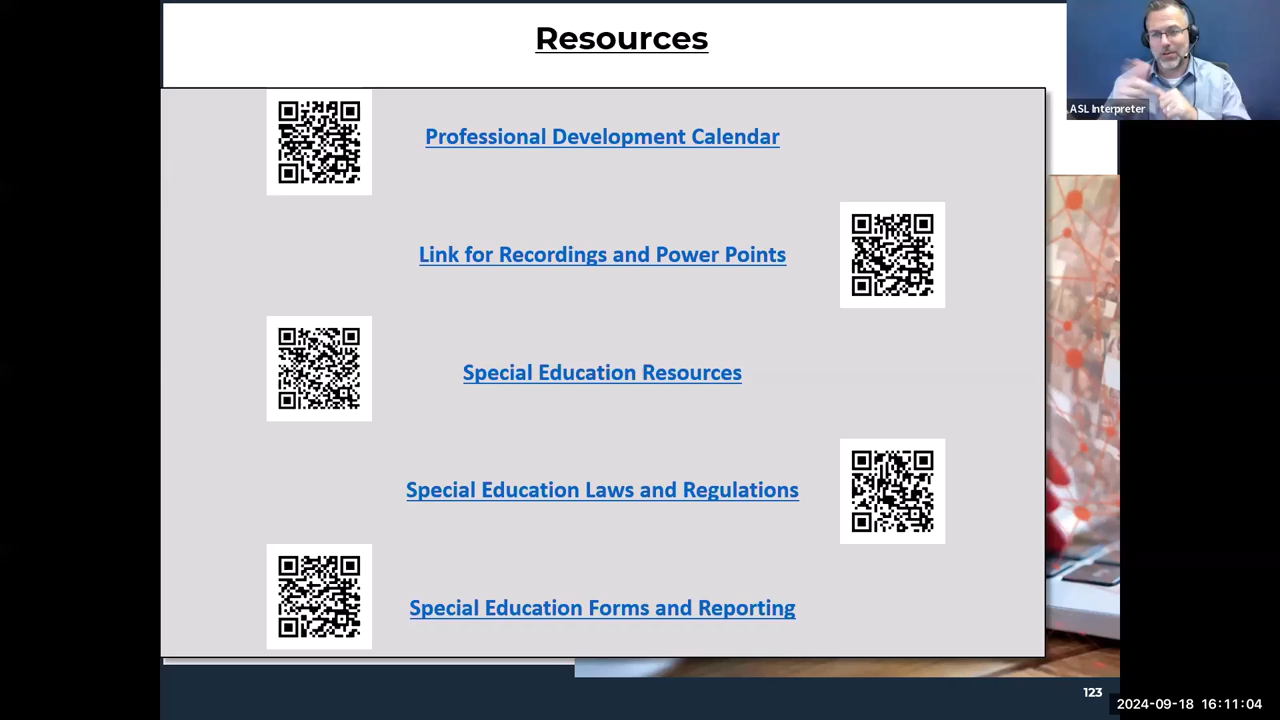 Resources
ASL Interpreter
Professional Development Calendar
Link for Recordings and Power Points
Special Education Resources
Special Education Laws and Regulations
Special Education Forms and Reporting
123
2024-09-18 16:11:04